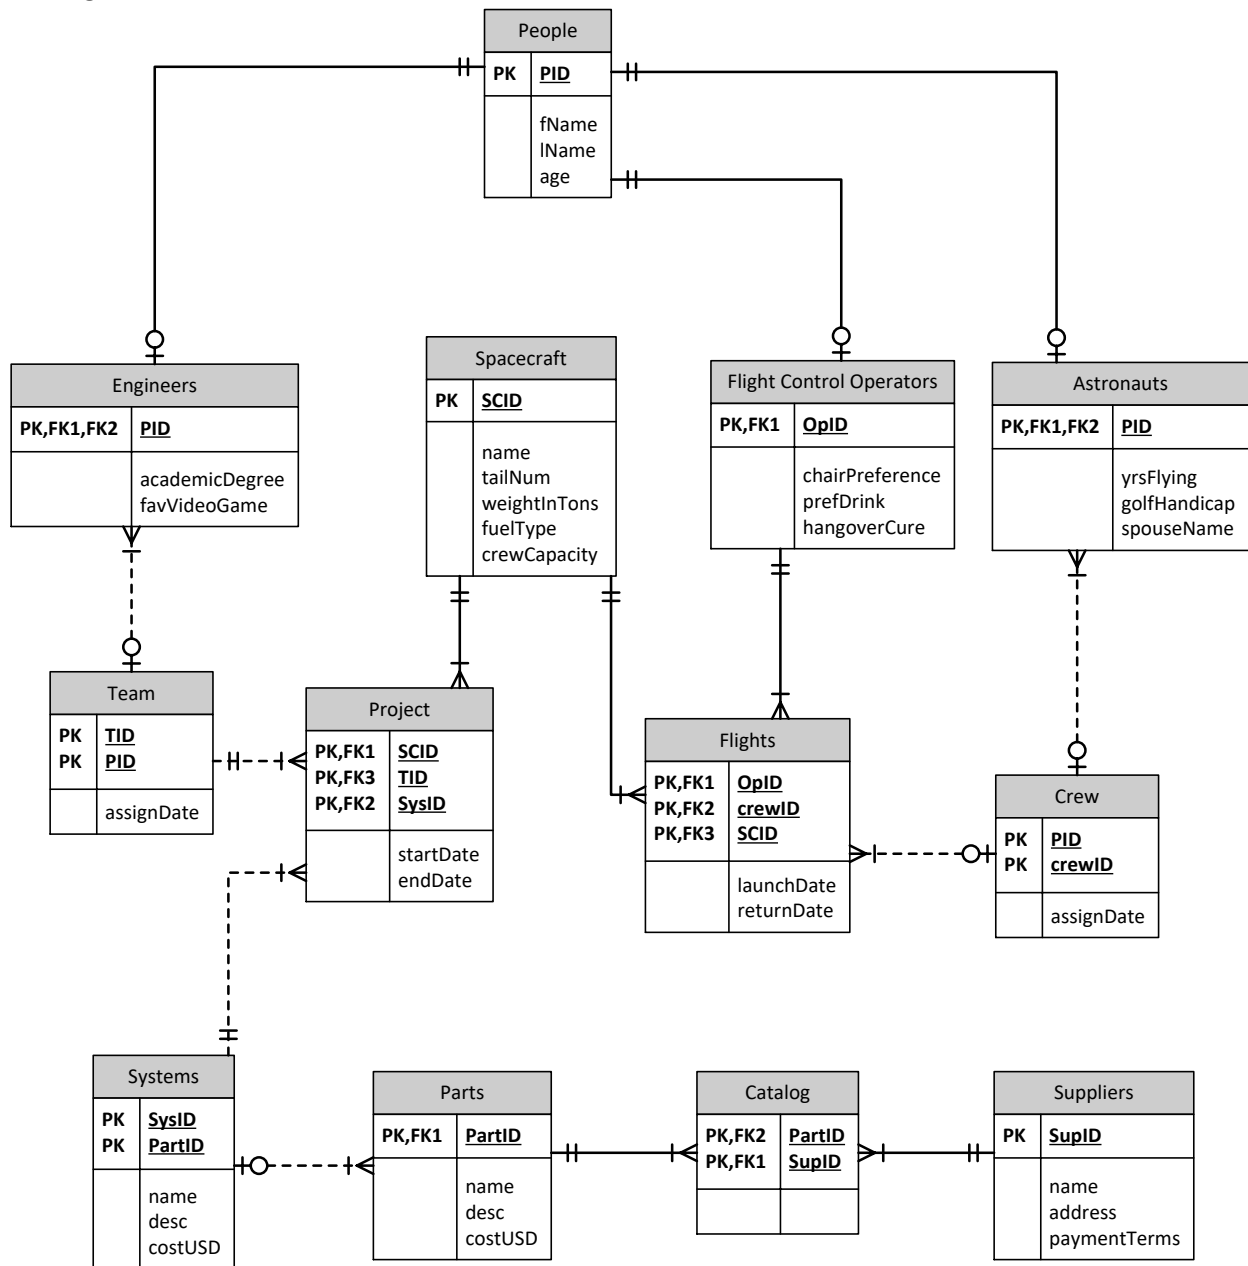 People
PK PID
fName
lName
age
Engineers
PK,FK1,FK2 PID
academicDegree
favVideoGame
Spacecraft
PK SCID
name
tailNum
weightInTons
fuelType
crewCapacity
Flight Control Operators
PK,FK1 OpID
chairPreference
prefDrink
hangoverCure
Astronauts
PK,FK1,FK2 PID
yrsFlying
golfHandicap
spouseName
Team
PK TID
PK PID
assignDate
Project
PK,FK1 SCID
PK,FK3 TID
PK,FK2 SysID
startDate
endDate
Flights
PK,FK1 OpID
PK,FK2 crewID
PK,FK3 SCID
launchDate
returnDate
Crew
PK PID
PK crewID
assignDate
Systems
PK SysID
PK PartID
name
desc
costUSD
Parts
PK,FK1 PartID
name
desc
costUSD
Catalog
PK,FK2 PartID
PK,FK1 SupID
Suppliers
PK SupID
name
address
paymentTerms